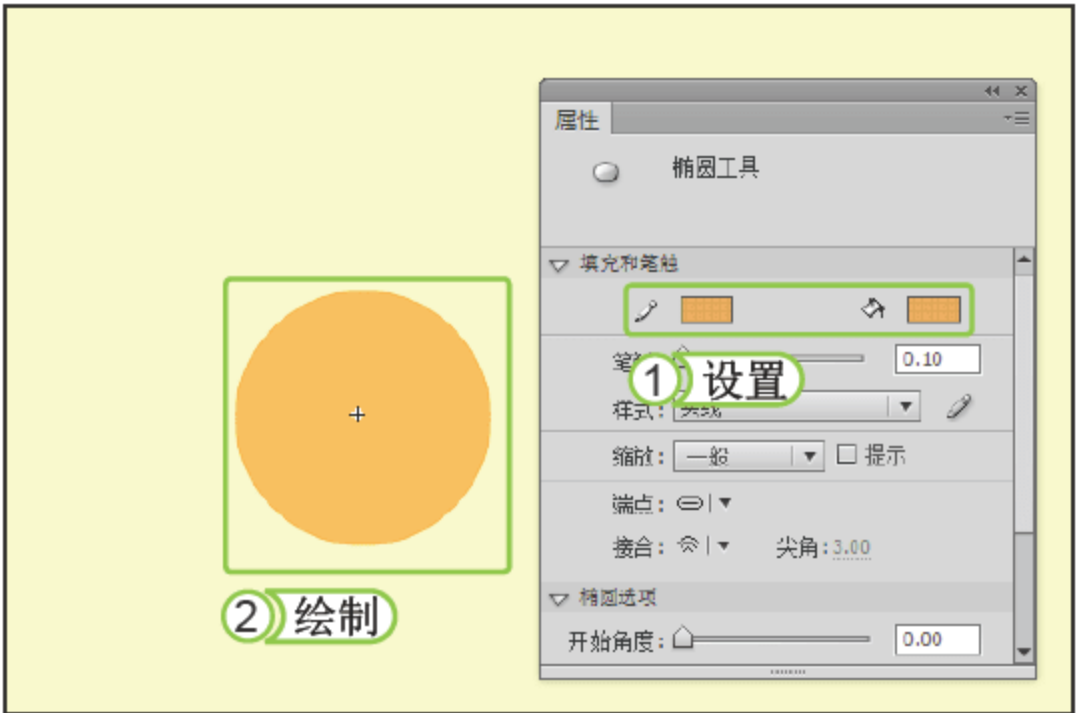 属性
椭圆工具
填充和笔触
0.10
① 设置
样式：
缩放： 一般 提示
端点：
接合： 尖角：3.00
② 绘制
椭圆选项
开始角度： 0.00